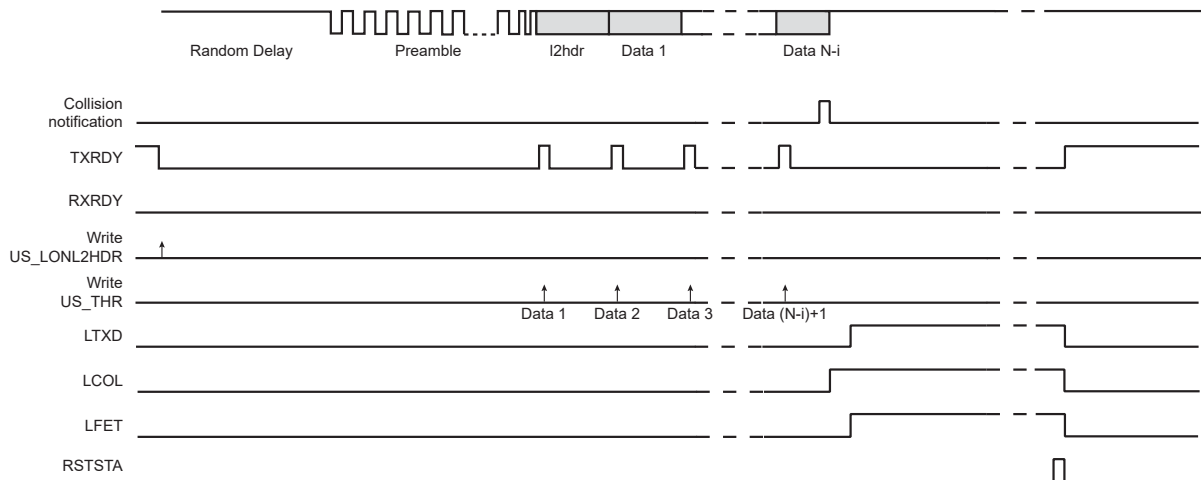 Random Delay Preamble l2hdr Data 1 Data N-i
Collision
notification
TXRDY
RXRDY
Write
US_LONL2HDR
Write
US_THR
Data 1 Data 2 Data 3 Data (N-i)+1
LTXD
LCOL
LFET
RSTSTA